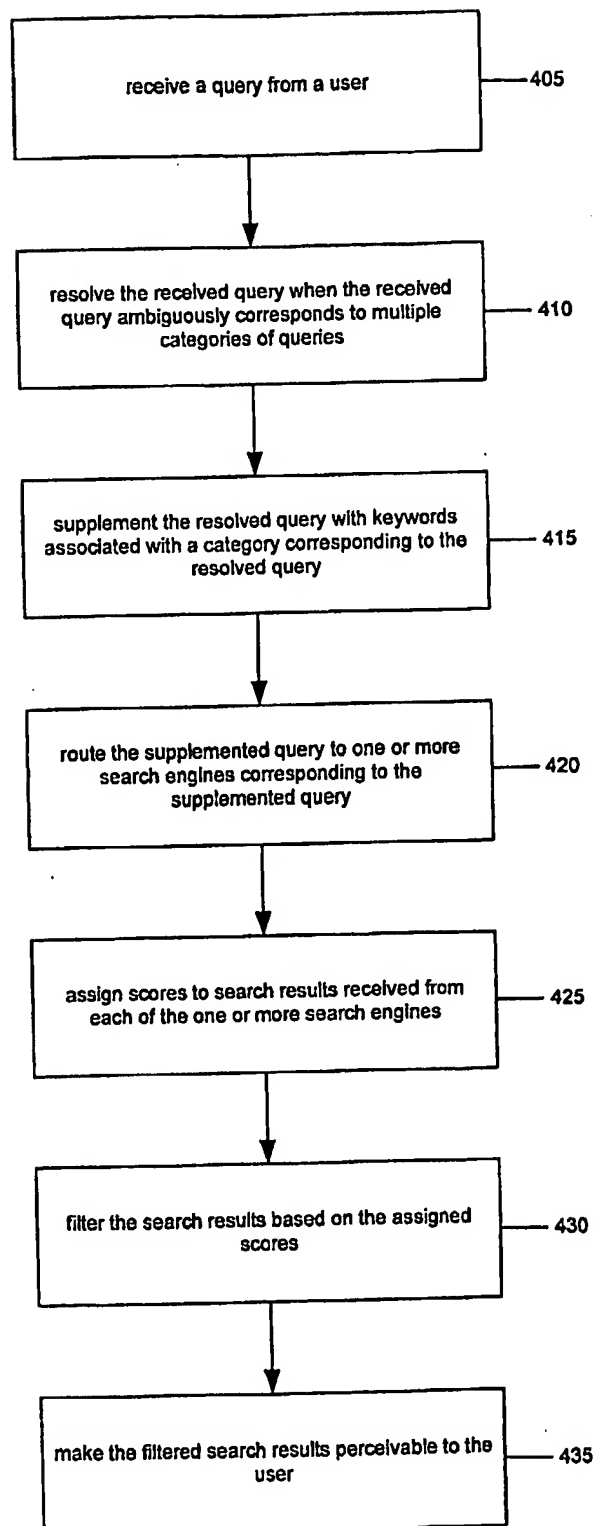 receive a query from a user
405
resolve the received query when the received
query ambiguously corresponds to multiple
categories of queries
410
supplement the resolved query with keywords
associated with a category corresponding to the
resolved query
415
route the supplemented query to one or more
search engines corresponding to the
supplemented query
420
assign scores to search results received from
each of the one or more search engines
425
filter the search results based on the assigned
scores
430
make the filtered search results perceivable to the
user
435